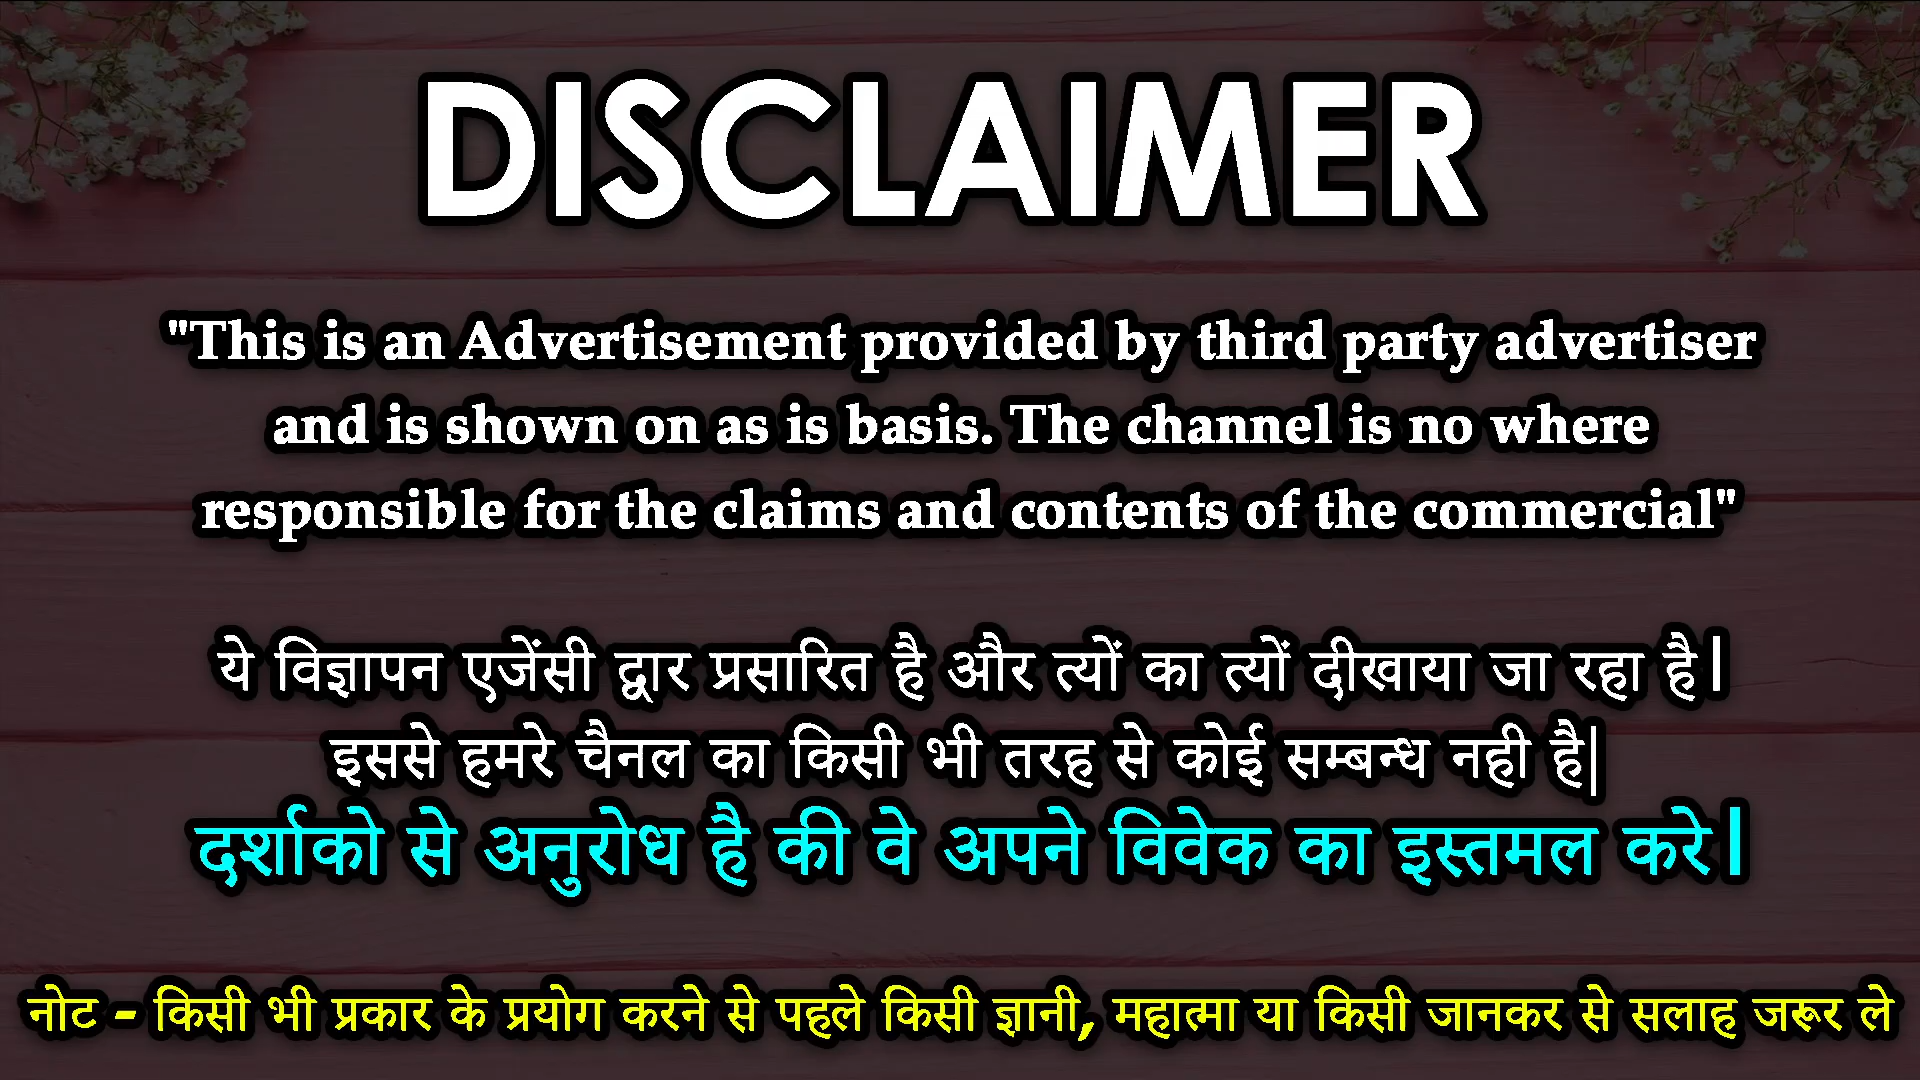 DISCLAIMER
"This is an Advertisement provided by third party advertiser
and is shown on as is basis. The channel is no where
responsible for the claims and contents of the commercial"
ये विज्ञापन एजेंसी द्वार प्रसारित है और त्यों का त्यों दीखाया जा रहा है।
इससे हमरे चैनल का किसी भी तरह से कोई सम्बन्ध नही है|
दर्शाको से अनुरोध है की वे अपने विवेक का इस्तमल करे।
नोट - किसी भी प्रकार के प्रयोग करने से पहले किसी ज्ञानी, महात्मा या किसी जानकर से सलाह जरूर ले